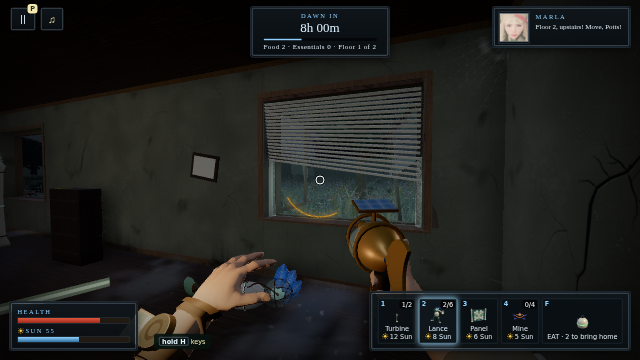 P
DAWN IN
8h 00m
Food 2 · Essentials 0 · Floor 1 of 2
MARLA
Floor 2, upstairs! Move, Potts!
HEALTH
SUN 55
hold H keys
1 1/2
Turbine
12 Sun
2 2/6
Lance
8 Sun
3
Panel
6 Sun
4 0/4
Mine
5 Sun
F
EAT · 2 to bring home